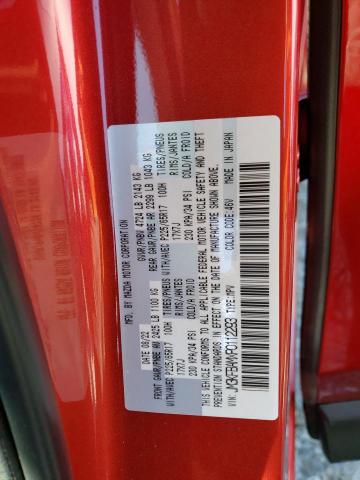 MFD. BY MAZDA MOTOR CORPORATION
DATE 08/22 GVWR/PNBV 4724 LB 2143 KG
FRONT GAWR/PNBE AV 2425 LB 1100 KG REAR GAWR/PNBE AR 2299 LB 1043 KG
TIRES/PNEUS TIRES/PNEUS
WITH/AVEC P225/65R17 100H WITH/AVEC P225/65R17 100H
RIMS/JANTES RIMS/JANTES
17X7J 17X7J
COLD/A FROID COLD/A FROID
230 KPA/34 PSI 230 KPA/34 PSI
THIS VEHICLE CONFORMS TO ALL APPLICABLE FEDERAL MOTOR VEHICLE SAFETY AND THEFT
PREVENTION STANDARDS IN EFFECT ON THE DATE OF MANUFACTURE SHOWN ABOVE.
VIN: TYPE:MPV COLOR CODE:46V MADE IN JAPAN